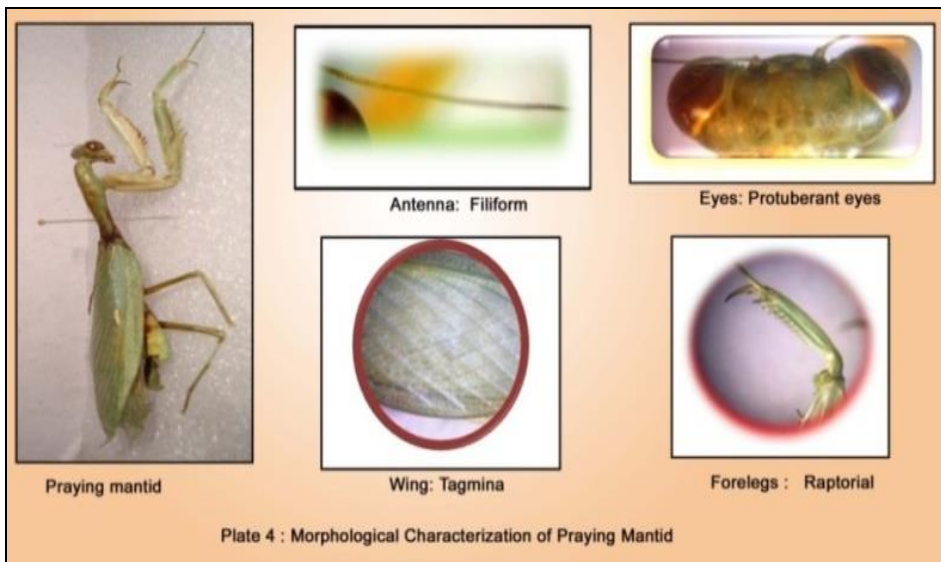 Antenna: Filiform
Eyes: Protuberant eyes
Praying mantid
Wing: Tagmina
Forelegs : Raptorial
Plate 4 : Morphological Characterization of Praying Mantid